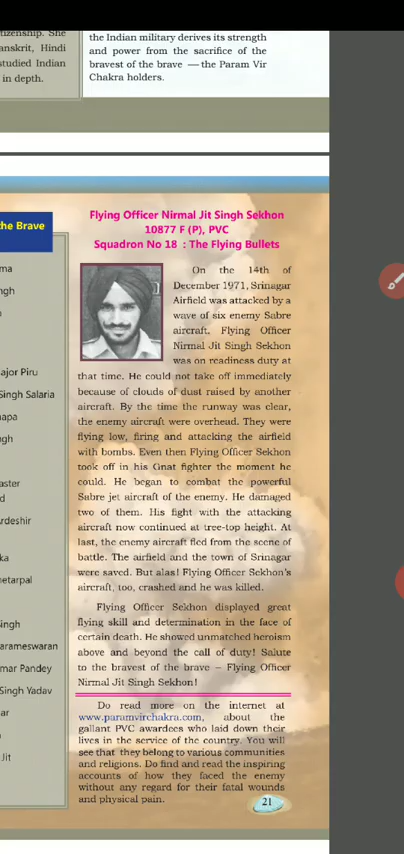 tizenship. She
anskrit, Hindi
studied Indian
in depth.
the Indian military derives its strength
and power from the sacrifice of the
bravest of the brave — the Param Vir
Chakra holders.
the Brave
ma
ngh
ajor Piru
Singh Salaria
apa
ngh
aster
d
Ardeshir
ka
hetarpal
Singh
arameswaran
mar Pandey
Singh Yadav
ar
Jit
Flying Officer Nirmal Jit Singh Sekhon
10877 F (P), PVC
Squadron No 18 : The Flying Bullets
On the 14th of
December 1971, Srinagar
Airfield was attacked by a
wave of six enemy Sabre
aircraft. Flying Officer
Nirmal Jit Singh Sekhon
was on readiness duty at
that time. He could not take off immediately
because of clouds of dust raised by another
aircraft. By the time the runway was clear,
the enemy aircraft were overhead. They were
flying low, firing and attacking the airfield
with bombs. Even then Flying Officer Sekhon
took off in his Gnat fighter the moment he
could. He began to combat the powerful
Sabre jet aircraft of the enemy. He damaged
two of them. His fight with the attacking
aircraft now continued at tree-top height. At
last, the enemy aircraft fled from the scene of
battle. The airfield and the town of Srinagar
were saved. But alas! Flying Officer Sekhon's
aircraft, too, crashed and he was killed.
Flying Officer Sekhon displayed great
flying skill and determination in the face of
certain death. He showed unmatched heroism
above and beyond the call of duty! Salute
to the bravest of the brave – Flying Officer
Nirmal Jit Singh Sekhon!
Do read more on the internet at
www.paramvirchakra.com, about the
gallant PVC awardees who laid down their
lives in the service of the country. You will
see that they belong to various communities
and religions. Do find and read the inspiring
accounts of how they faced the enemy
without any regard for their fatal wounds
and physical pain.
21